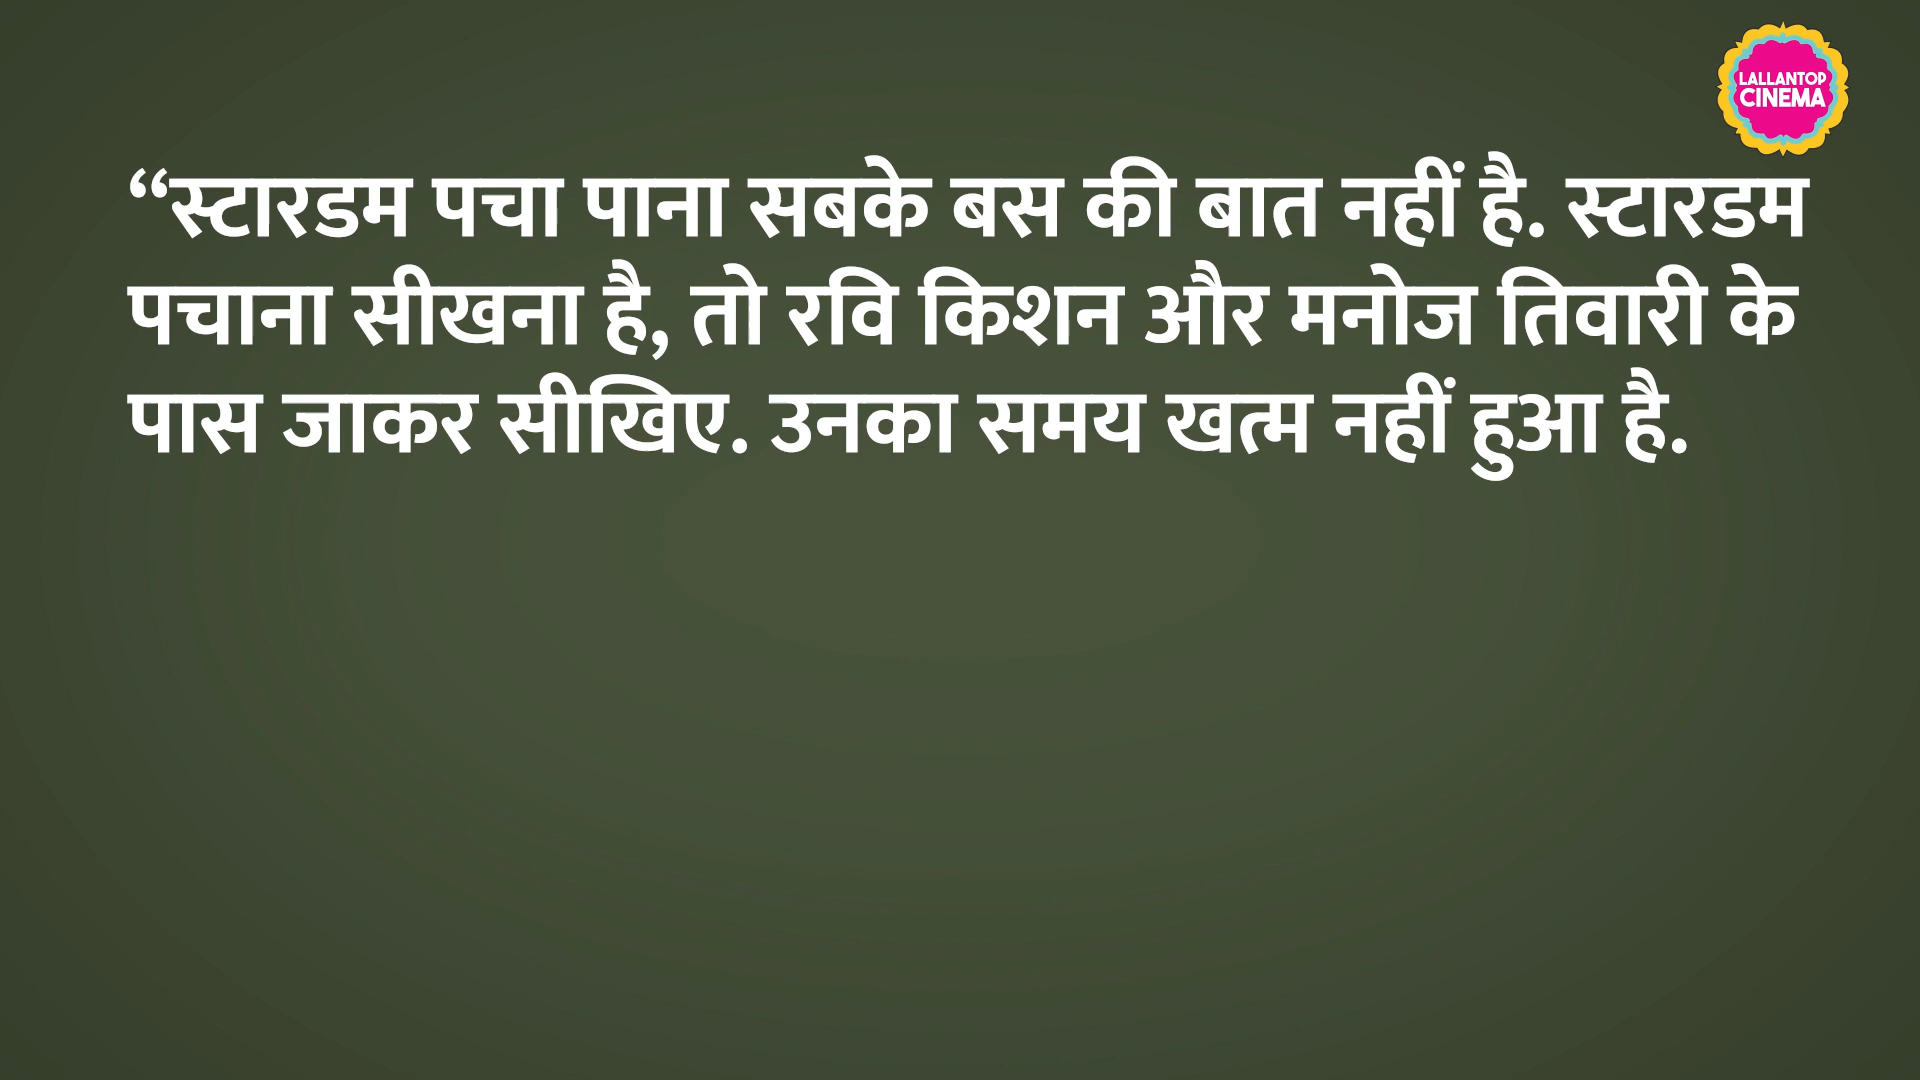 LALLANTOP
CINEMA
“स्टारडम पचा पाना सबके बस की बात नहीं है. स्टारडम
पचाना सीखना है, तो रवि किशन और मनोज तिवारी के
पास जाकर सीखिए. उनका समय खत्म नहीं हुआ है.